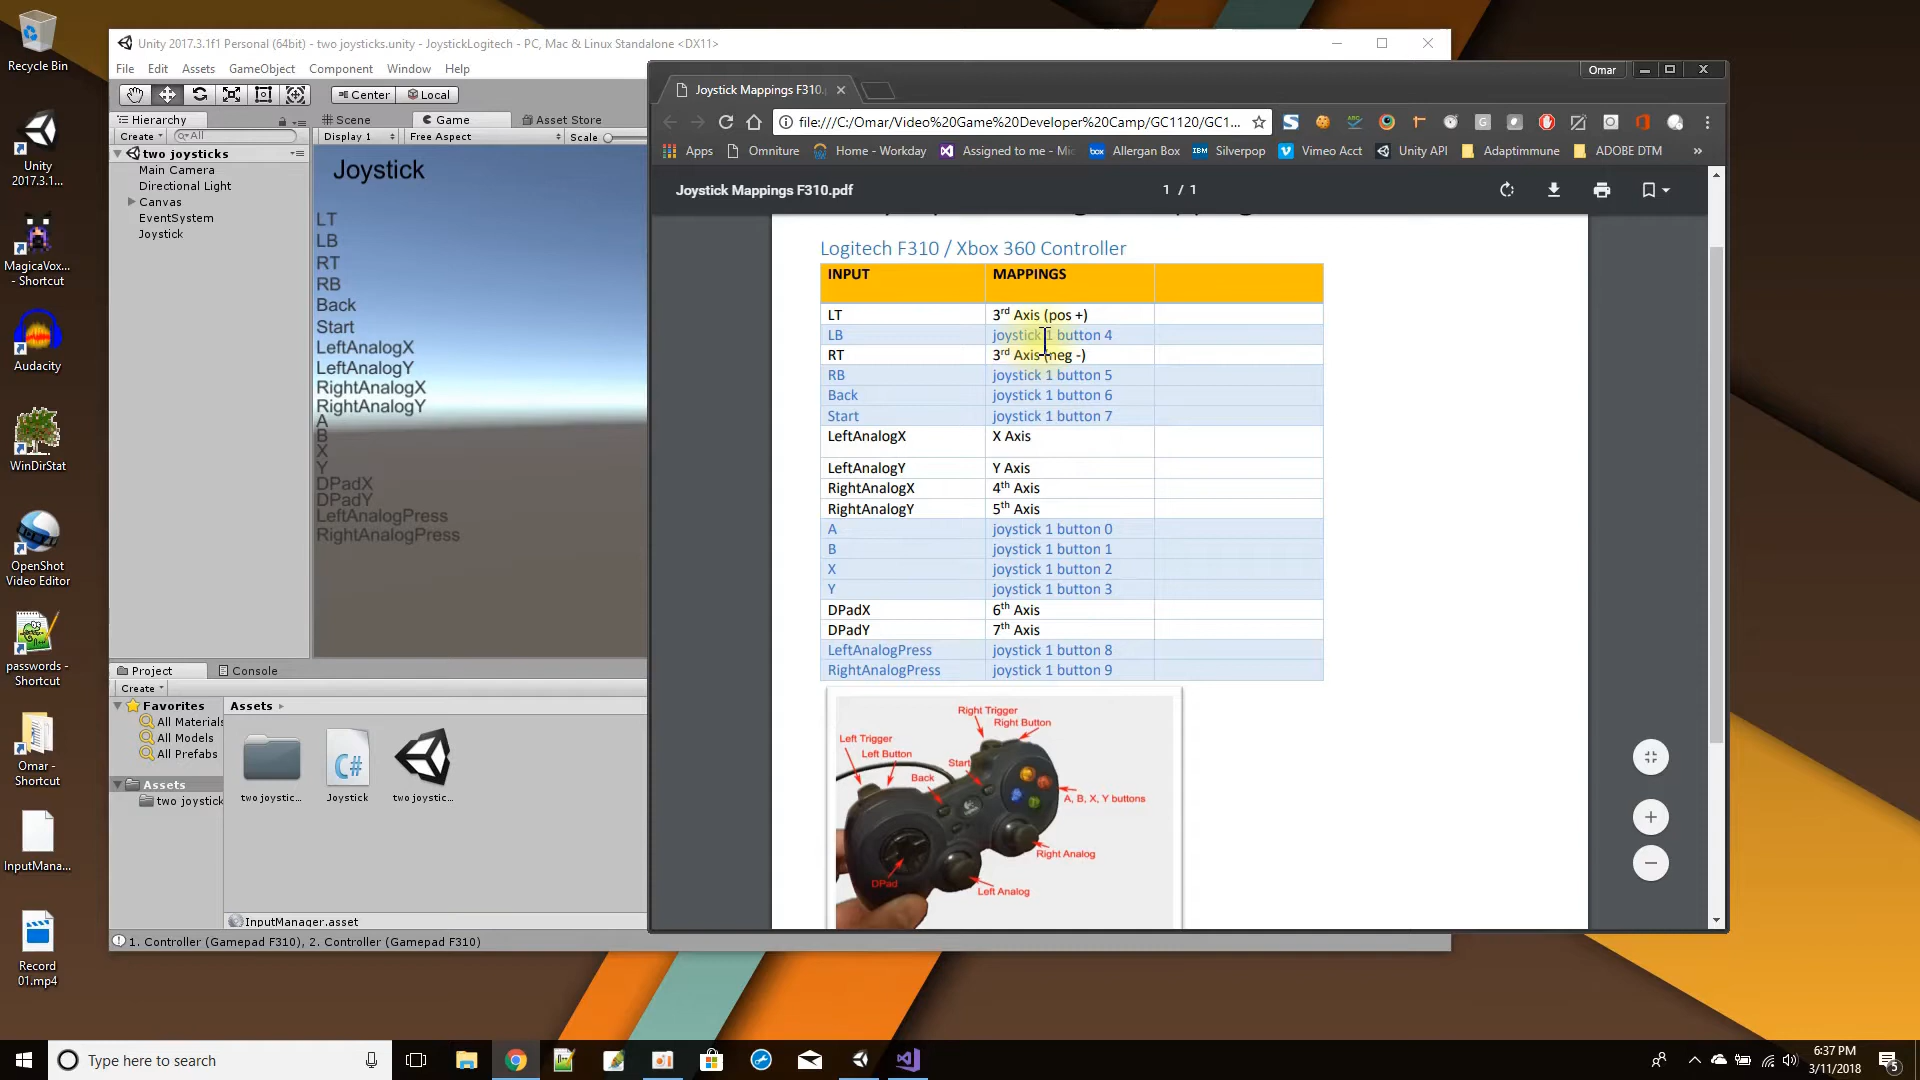 Recycle Bin
Unity
2017.3.1...
MagicaVox...
- Shortcut
Audacity
WinDirStat
OpenShot
Video Editor
passwords -
Shortcut
Omar -
Shortcut
InputMana...
Record
01.mp4
Unity 2017.3.1f1 Personal (64bit) - two joysticks.unity - JoystickLogitech - PC, Mac & Linux Standalone <DX11>
File Edit Assets GameObject Component Window Help
Center Local
Hierarchy
Create All
two joysticks
Main Camera
Directional Light
Canvas
EventSystem
Joystick
Scene Game Asset Store
Display 1 Free Aspect Scale
Joystick
LT
LB
RT
RB
Back
Start
LeftAnalogX
LeftAnalogY
RightAnalogX
RightAnalogY
A
B
X
Y
DPadX
DPadY
LeftAnalogPress
RightAnalogPress
Project Console
Create
Favorites
All Materials
All Models
All Prefabs
Assets
two joystick
Assets
two joystic...
Joystick
two joystic...
InputManager.asset
1. Controller (Gamepad F310), 2. Controller (Gamepad F310)
Omar
Joystick Mappings F310.
file:///C:/Omar/Video%20Game%20Developer%20Camp/GC1120/GC1...
Apps Omniture Home - Workday Assigned to me - Mic Allergan Box Silverpop Vimeo Acct Unity API Adaptimmune ADOBE DTM »
Joystick Mappings F310.pdf 1 / 1
Logitech F310 / Xbox 360 Controller
INPUT MAPPINGS
LT 3rd Axis (pos +)
LB joystick 1 button 4
RT 3rd Axis (neg -)
RB joystick 1 button 5
Back joystick 1 button 6
Start joystick 1 button 7
LeftAnalogX X Axis
LeftAnalogY Y Axis
RightAnalogX 4th Axis
RightAnalogY 5th Axis
A joystick 1 button 0
B joystick 1 button 1
X joystick 1 button 2
Y joystick 1 button 3
DPadX 6th Axis
DPadY 7th Axis
LeftAnalogPress joystick 1 button 8
RightAnalogPress joystick 1 button 9
Right Trigger
Right Button
Left Trigger
Left Button
Start
Back
A, B, X, Y buttons
Right Analog
DPad
Left Analog
Type here to search
6:37 PM
3/11/2018
5